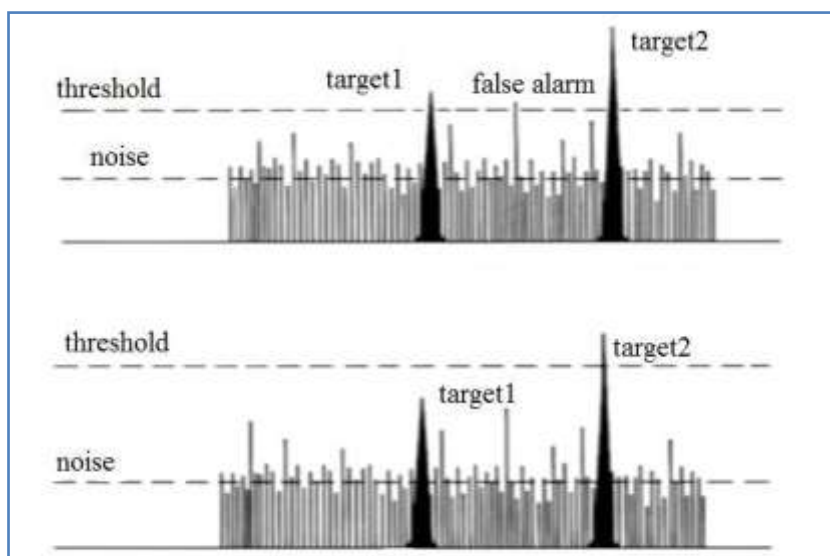 target2
target1
false alarm
threshold
noise
threshold
target2
target1
noise